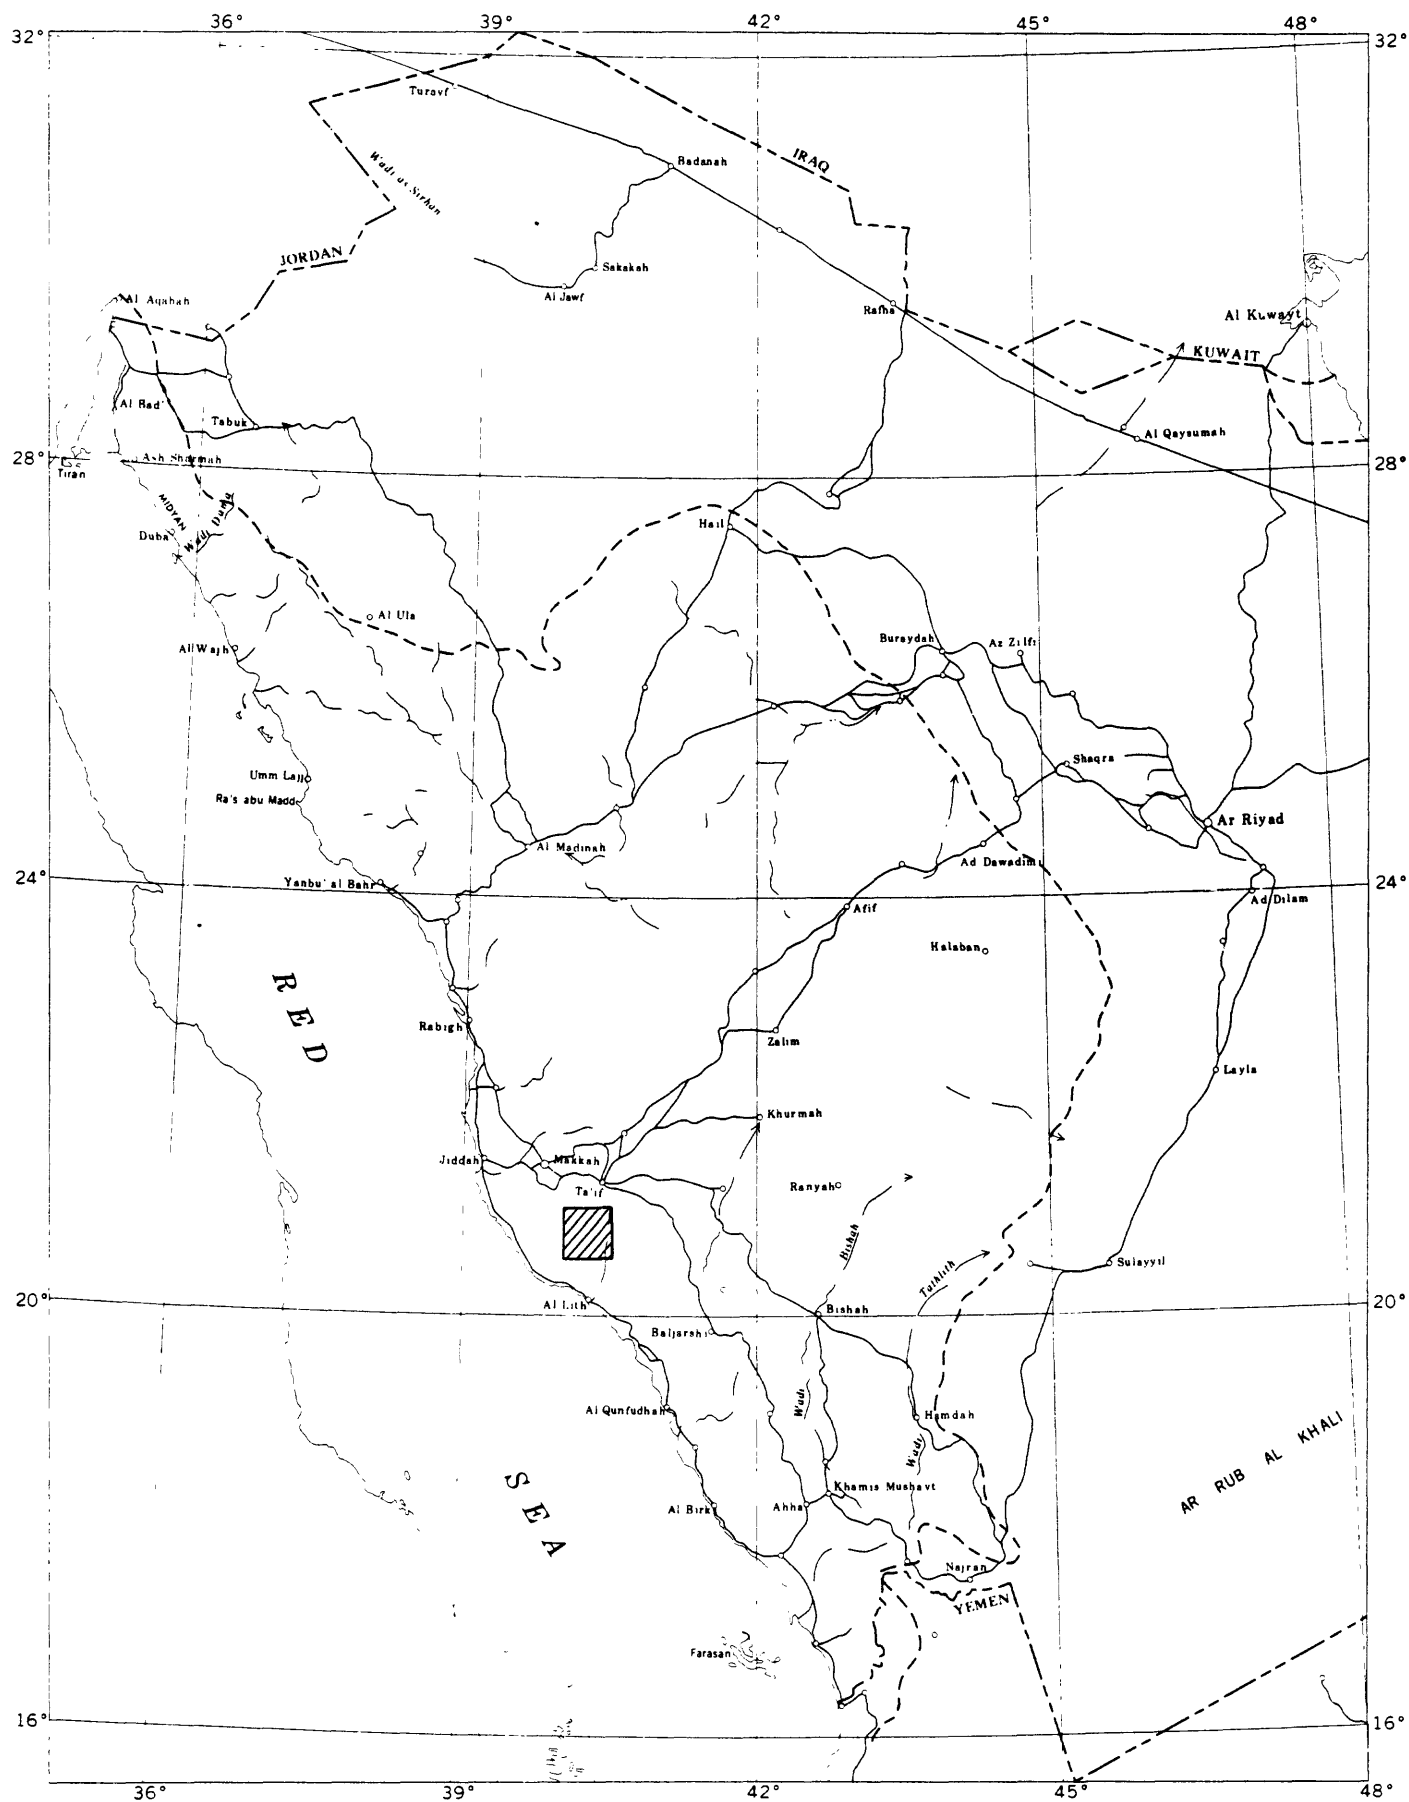 36° 39° 42° 45° 48°
32° 32°
Turayf
Badanah
IRAQ
Wadi as Sirhan
JORDAN
Sakakah
Al Jawf
Al Aqabah
Rafha
Al Kuwayt
KUWAIT
Al Bad'
Tabuk
Al Qaysumah
28° 28°
Ash Sharmah
Tiran
MIDYAN
Wadi Dama
Duba
Hail
Al Ula
Al Wajh
Buraydah
Az Zilfi
Umm Lajj
Ra's abu Madd
Shaqra
Ar Riyad
Al Madinah
Ad Dawadimi
Yanbu' al Bahr
24° 24°
Ad Dilam
Afif
Halaban
RED
Rabigh
Zalim
Layla
Khurmah
Jiddah
Makkah
Ta'if
Ranyah
Bishah
Tathlith
Sulayyil
20° 20°
Al Lith
Bishah
Baljarshi
Wadi
Al Qunfudhah
Hamdah
Wadi
AR RUB AL KHALI
SEA
Khamis Mushayt
Al Birk
Abha
Najran
YEMEN
Farasan
16° 16°
36° 39° 42° 45° 48°